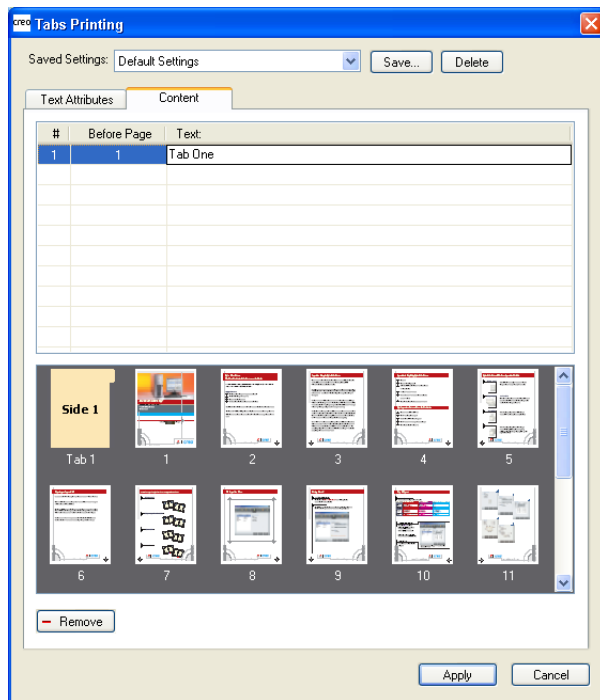 creo Tabs Printing
Saved Settings: Default Settings Save... Delete
Text Attributes Content
# Before Page Text:
1 1 Tab One
Side 1
Tab 1 1 2 3 4 5
6 7 8 9 10 11
Remove
Apply Cancel